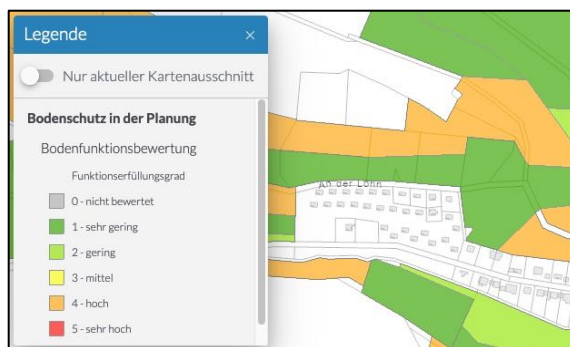 Legende ×
Nur aktueller Kartenausschnitt
Bodenschutz in der Planung
Bodenfunktionsbewertung
Funktionserfüllungsgrad
0 - nicht bewertet
1 - sehr gering
2 - gering
3 - mittel
4 - hoch
5 - sehr hoch
An der Lohn